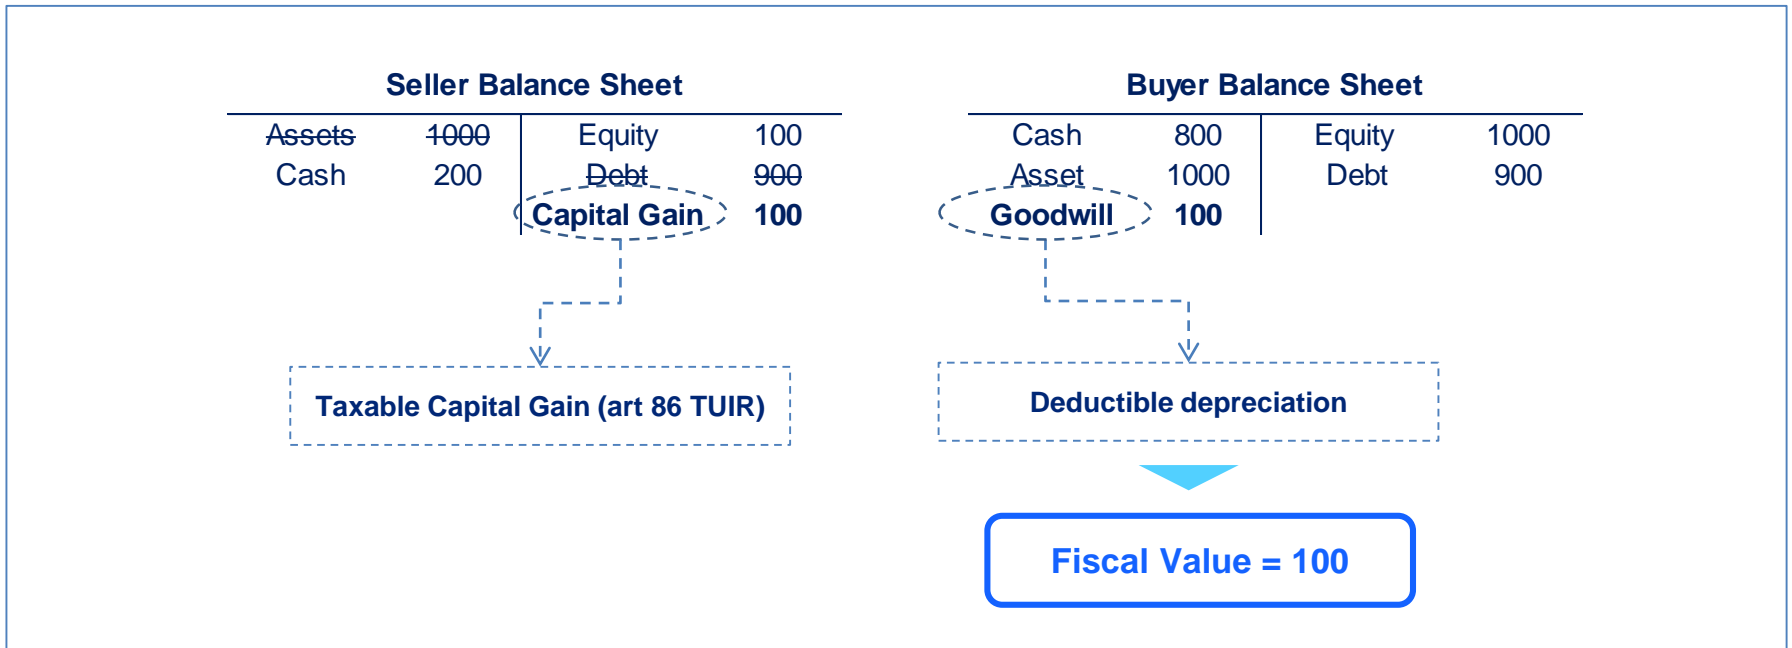 Seller Balance Sheet
Assets 1000 Equity 100
Cash 200 Debt 900
Capital Gain 100
Taxable Capital Gain (art 86 TUIR)
Buyer Balance Sheet
Cash 800 Equity 1000
Asset 1000 Debt 900
Goodwill 100
Deductible depreciation
Fiscal Value = 100